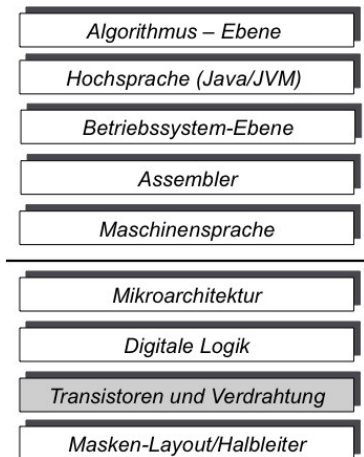 Algorithmus – Ebene
Hochsprache (Java/JVM)
Betriebssystem-Ebene
Assembler
Maschinensprache
Mikroarchitektur
Digitale Logik
Transistoren und Verdrahtung
Masken-Layout/Halbleiter